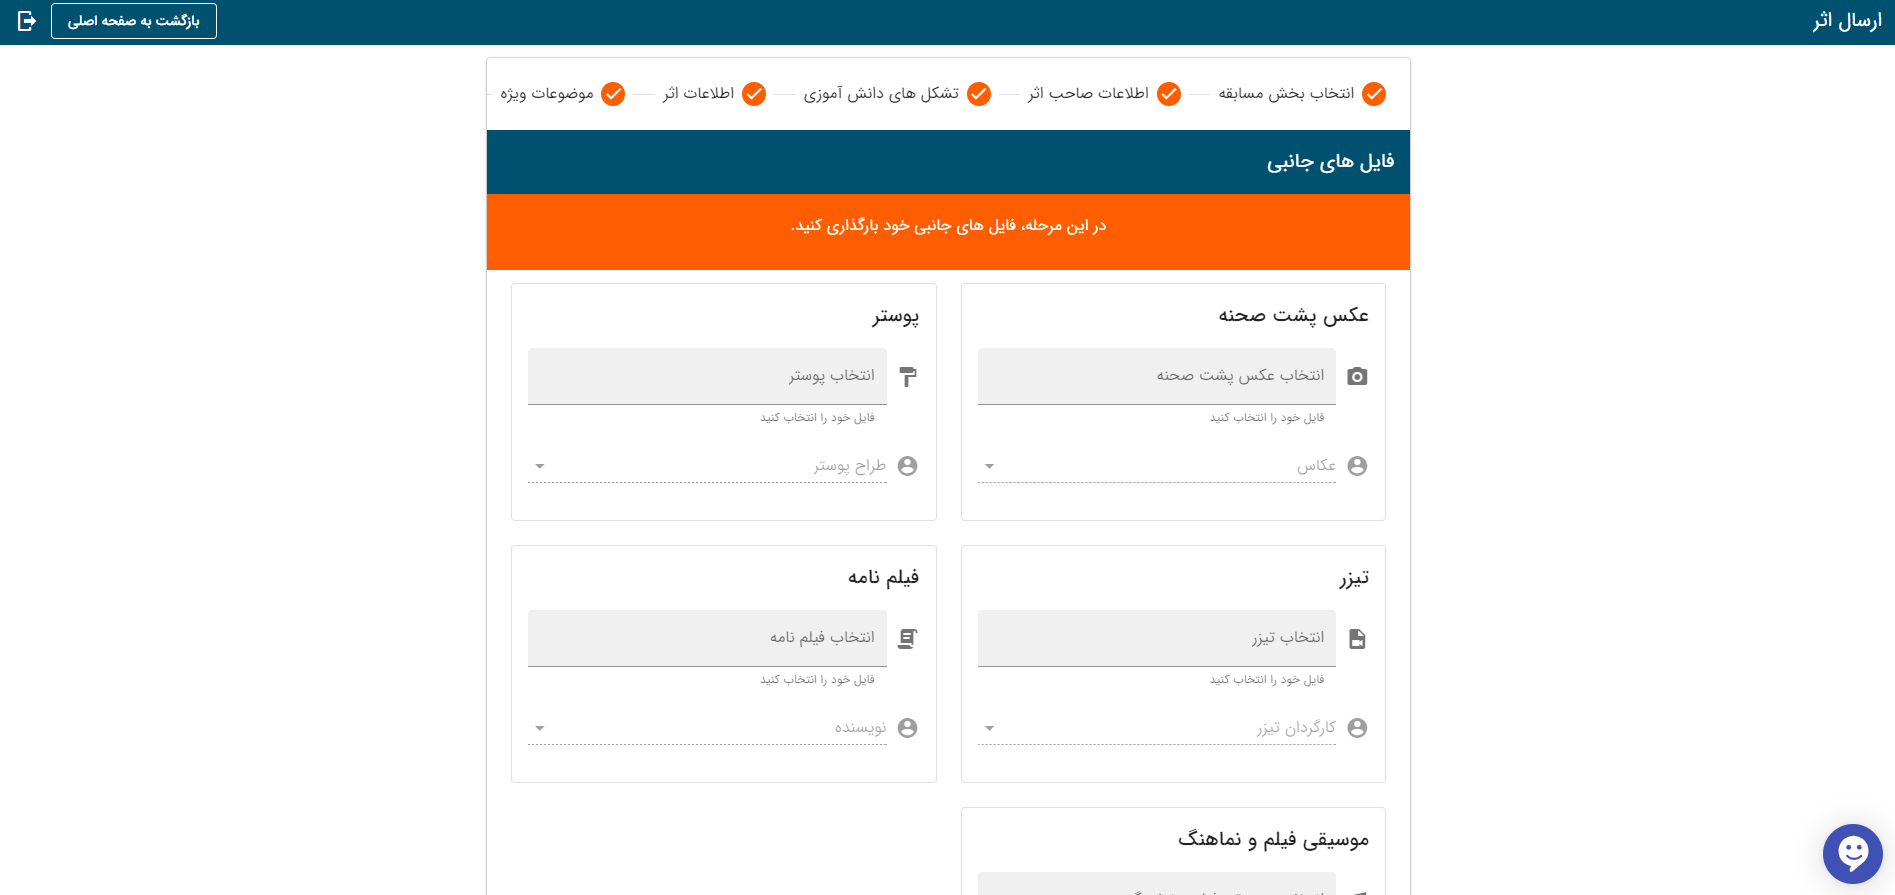 ارسال اثر
بازگشت به صفحه اصلی
انتخاب بخش مسابقه
اطلاعات صاحب اثر
تشکل های دانش آموزی
اطلاعات اثر
موضوعات ویژه
فایل های جانبی
در این مرحله، فایل های جانبی خود بارگذاری کنید.
عکس پشت صحنه
انتخاب عکس پشت صحنه
فایل خود را انتخاب کنید
عکاس
پوستر
انتخاب پوستر
فایل خود را انتخاب کنید
طراح پوستر
تیزر
انتخاب تیزر
فایل خود را انتخاب کنید
کارگردان تیزر
فیلم نامه
انتخاب فیلم نامه
فایل خود را انتخاب کنید
نویسنده
موسیقی فیلم و نماهنگ